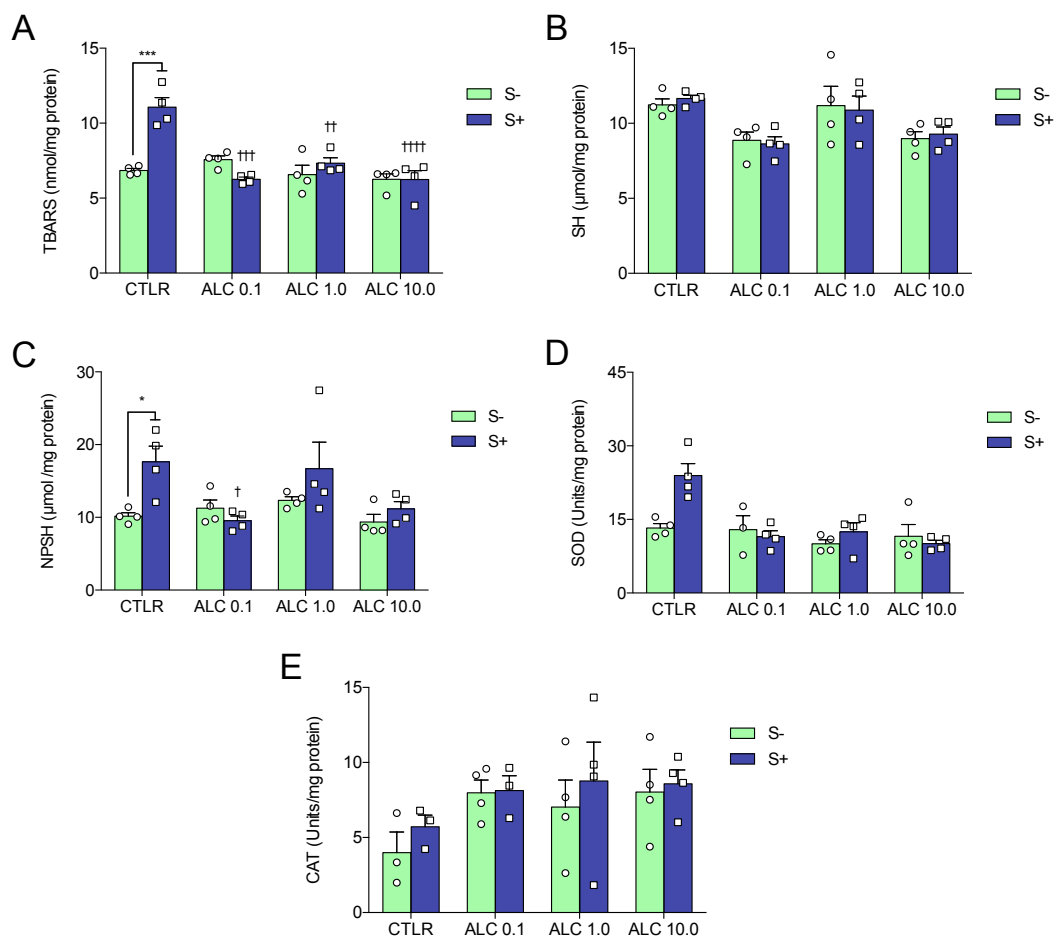 A
TBARS (nmol/mg protein)
15
10
5
0
***
†††
††
††††
CTLR
ALC 0.1
ALC 1.0
ALC 10.0
S-
S+
B
SH (μmol/mg protein)
15
10
5
0
CTLR
ALC 0.1
ALC 1.0
ALC 10.0
S-
S+
C
NPSH (μmol /mg protein)
30
20
10
0
*
†
CTLR
ALC 0.1
ALC 1.0
ALC 10.0
S-
S+
D
SOD (Units/mg protein)
45
30
15
0
CTLR
ALC 0.1
ALC 1.0
ALC 10.0
S-
S+
E
CAT (Units/mg protein)
15
10
5
0
CTLR
ALC 0.1
ALC 1.0
ALC 10.0
S-
S+